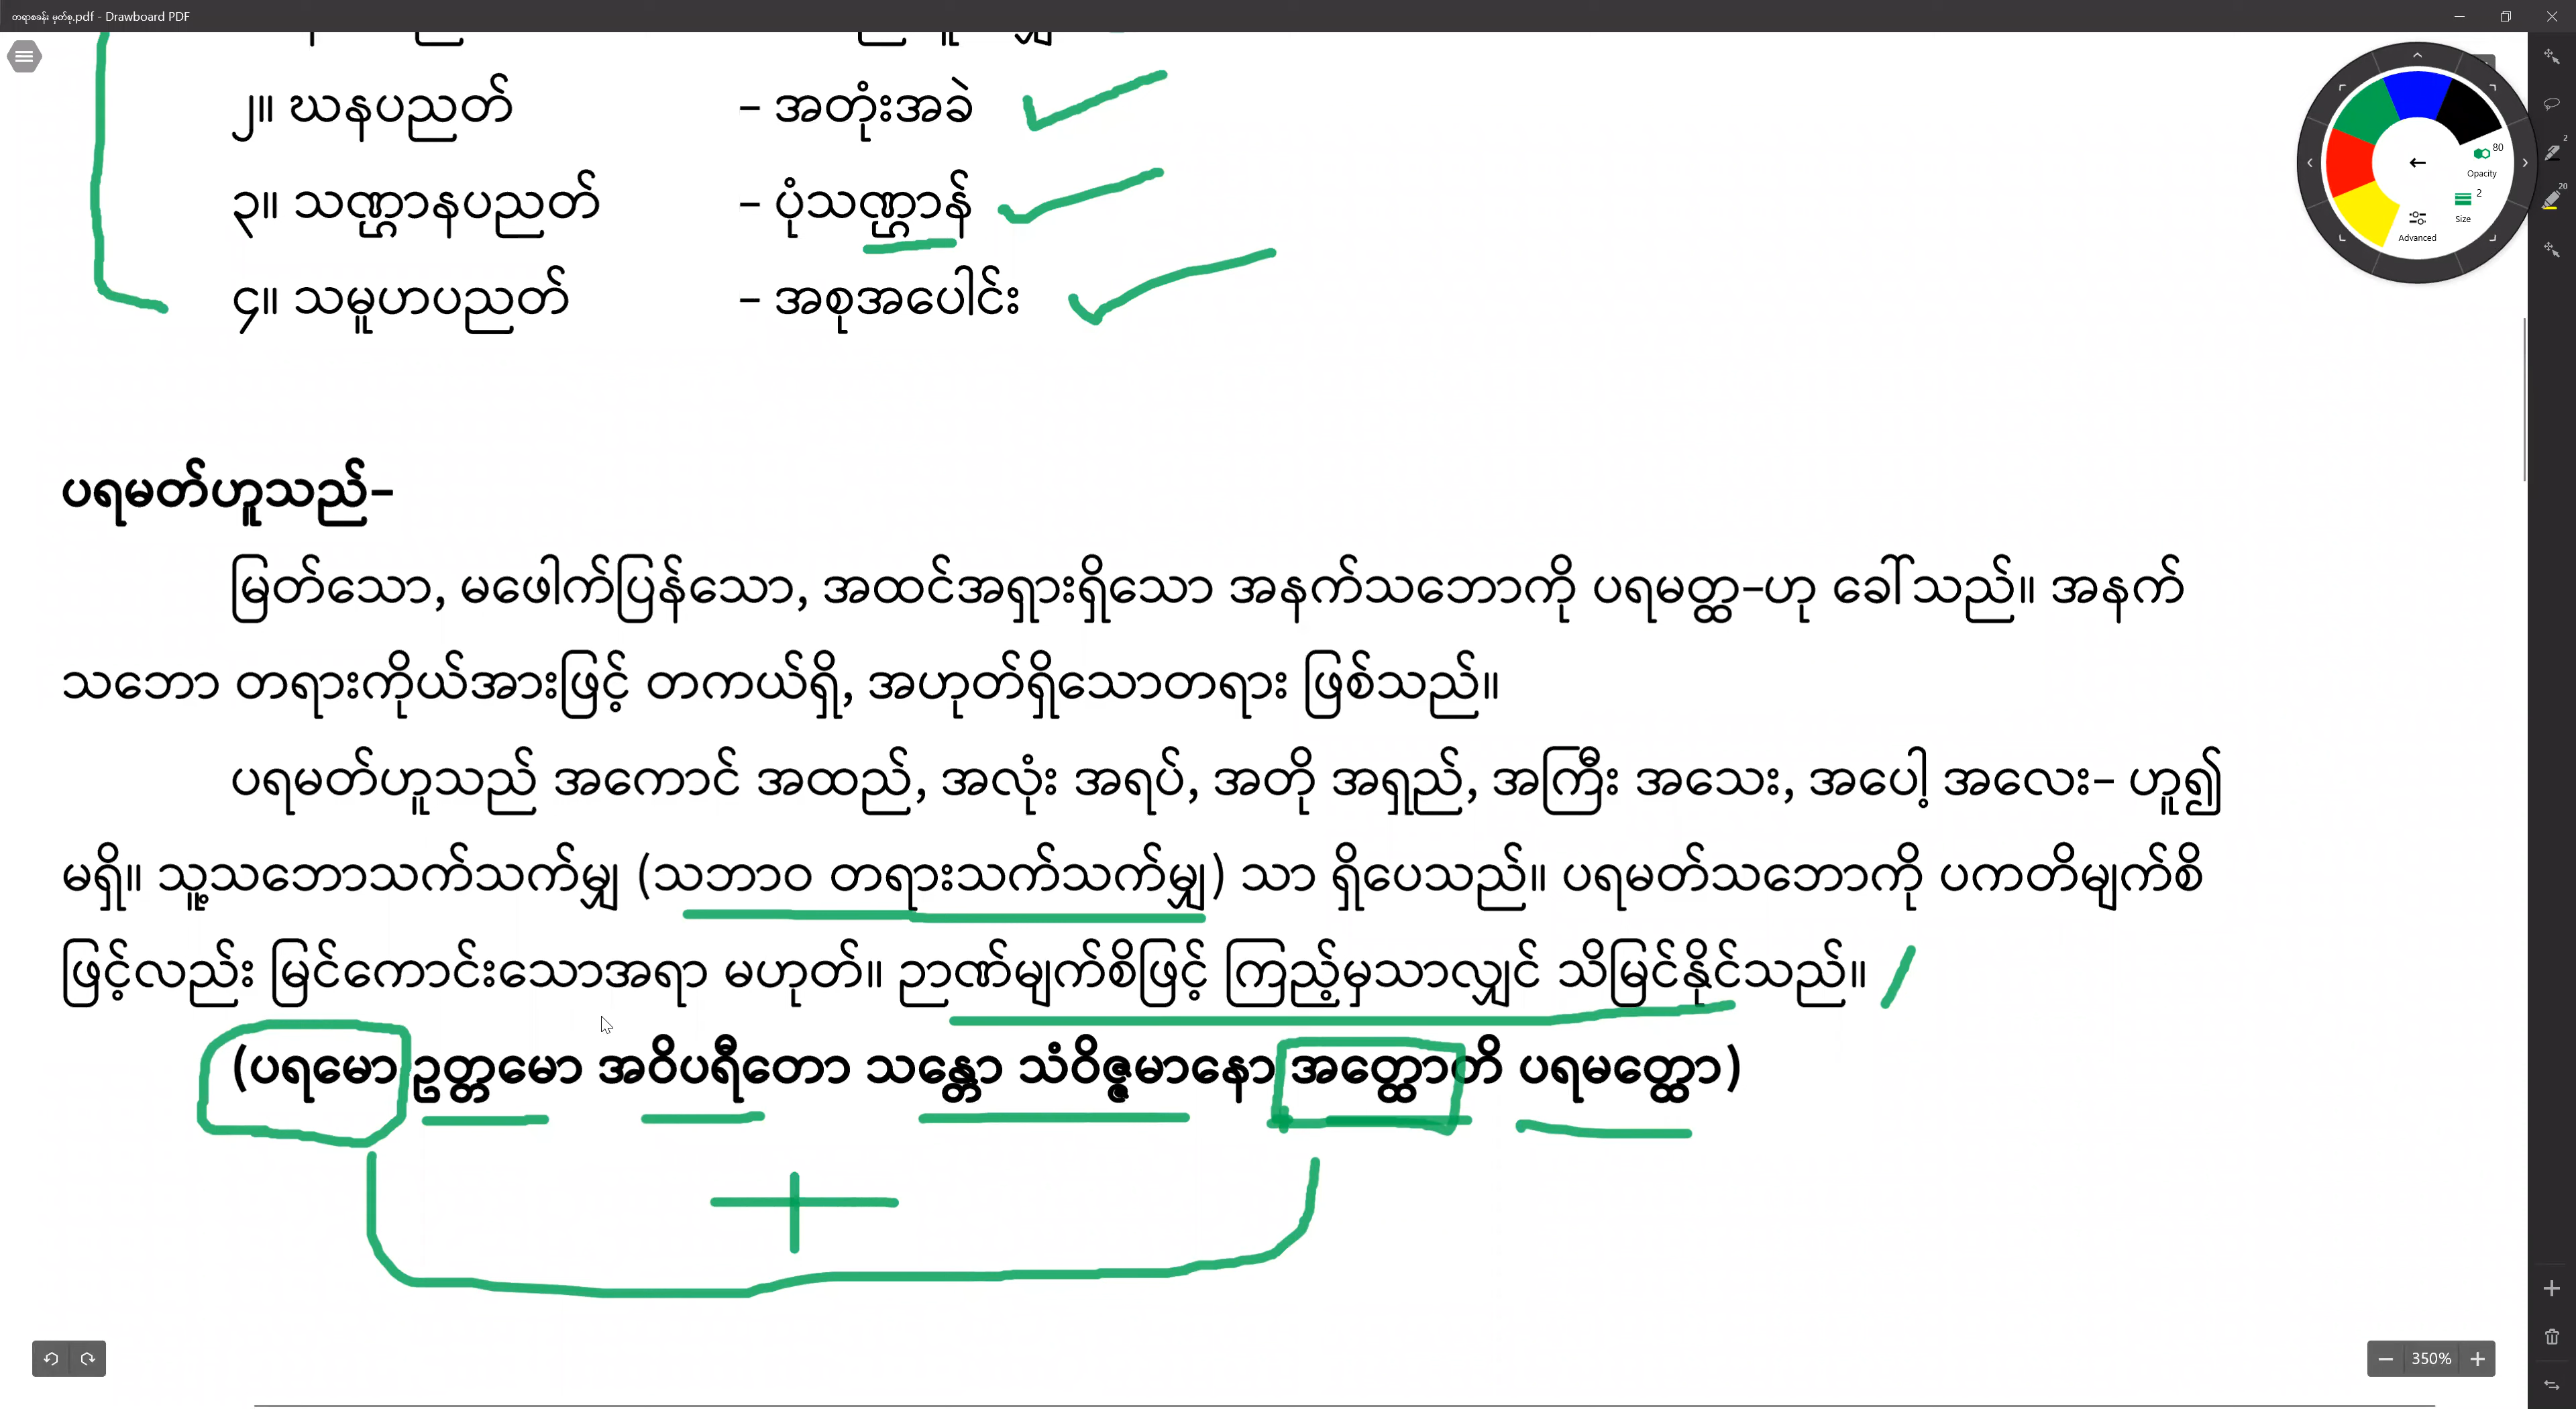 တရားစခန်း မှတ်စု.pdf - Drawboard PDF
၂။ ဃနပညတ် – အတုံးအခဲ
၃။ သဏ္ဌာနပညတ် – ပုံသဏ္ဌာန်
၄။ သမူဟပညတ် – အစုအပေါင်း
80
Opacity
2
Size
Advanced
2
20
ပရမတ်ဟူသည်–
မြတ်သော, မဖေါက်ပြန်သော, အထင်အရှားရှိသော အနက်သဘောကို ပရမတ္ထ–ဟု ခေါ်သည်။ အနက်
သဘော တရားကိုယ်အားဖြင့် တကယ်ရှိ, အဟုတ်ရှိသောတရား ဖြစ်သည်။
ပရမတ်ဟူသည် အကောင် အထည်, အလုံး အရပ်, အတို အရှည်, အကြီး အသေး, အပေါ့ အလေး– ဟူ၍
မရှိ။ သူ့သဘောသက်သက်မျှ (သဘာဝ တရားသက်သက်မျှ) သာ ရှိပေသည်။ ပရမတ်သဘောကို ပကတိမျက်စိ
ဖြင့်လည်း မြင်ကောင်းသောအရာ မဟုတ်။ ဉာဏ်မျက်စိဖြင့် ကြည့်မှသာလျှင် သိမြင်နိုင်သည်။
(ပရမော ဥတ္တမော အဝိပရီတော သန္တော သံဝိဇ္ဇမာနော အတ္ထောတိ ပရမတ္ထော)
350%